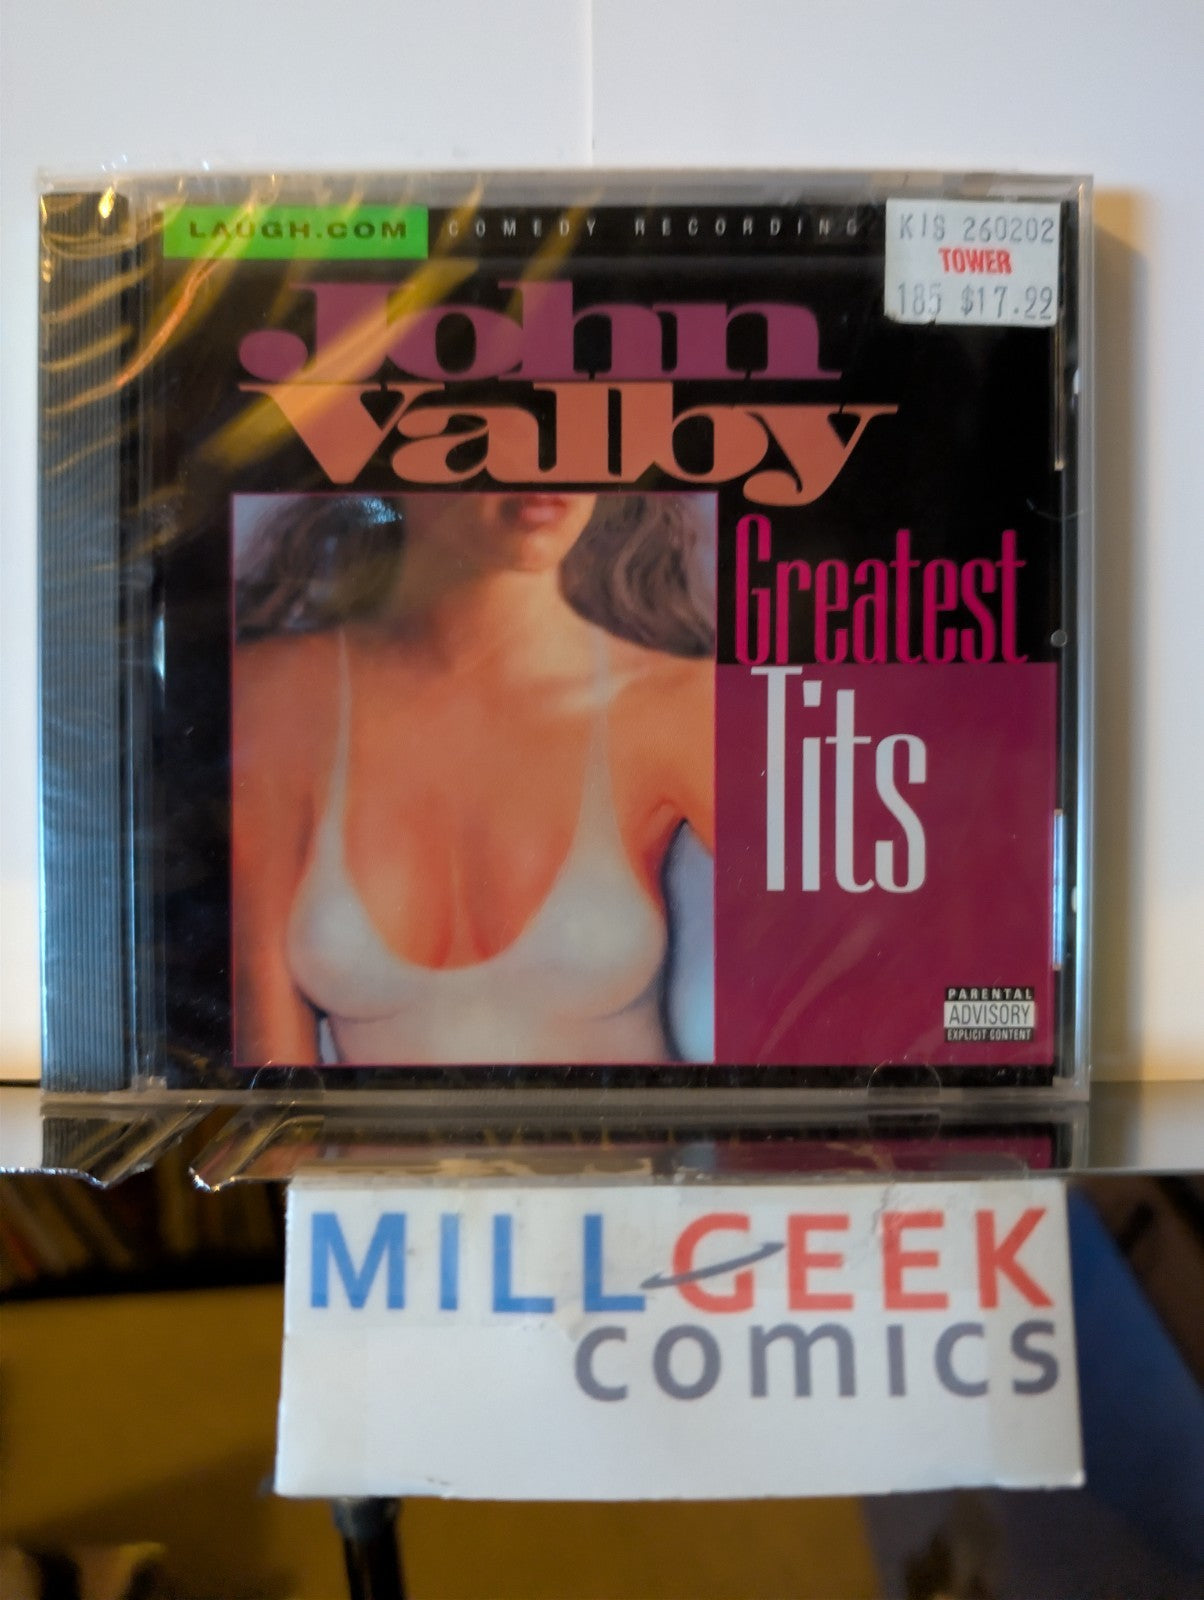 LAUGH.COM COMEDY RECORDING
KIS 260202
TOWER
185 $17.99
John
Valby
Greatest
Tits
PARENTAL
ADVISORY
EXPLICIT CONTENT
MILLGEEK
comics